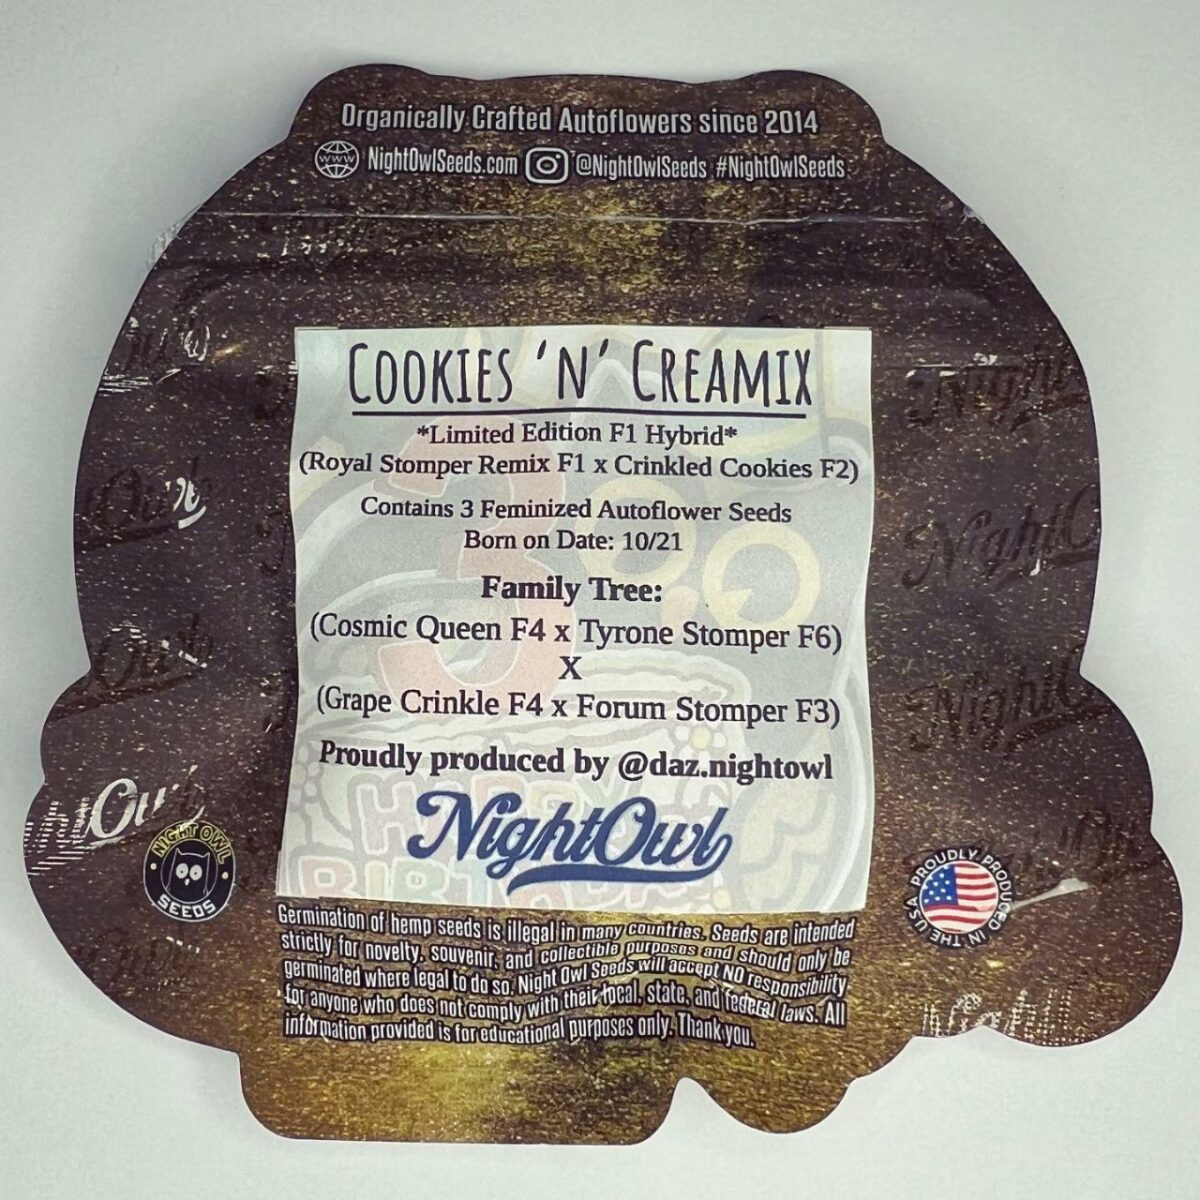 Organically Crafted Autoflowers since 2014
www NightOwlSeeds.com @NightOwlSeeds #NightOwlSeeds
COOKIES 'N' CREAMIX
*Limited Edition F1 Hybrid*
(Royal Stomper Remix F1 x Crinkled Cookies F2)
Contains 3 Feminized Autoflower Seeds
Born on Date: 10/21
Family Tree:
(Cosmic Queen F4 x Tyrone Stomper F6)
X
(Grape Crinkle F4 x Forum Stomper F3)
Proudly produced by @daz.nightowl
NightOwl
HAPPY
BIRTHDAY
3
NIGHT OWL
SEEDS
PROUDLY PRODUCED IN THE USA
Germination of hemp seeds is illegal in many countries. Seeds are intended
strictly for novelty, souvenir, and collectible purposes and should only be
germinated where legal to do so. Night Owl Seeds will accept NO responsibility
for anyone who does not comply with their local, state, and federal laws. All
information provided is for educational purposes only. Thank you.